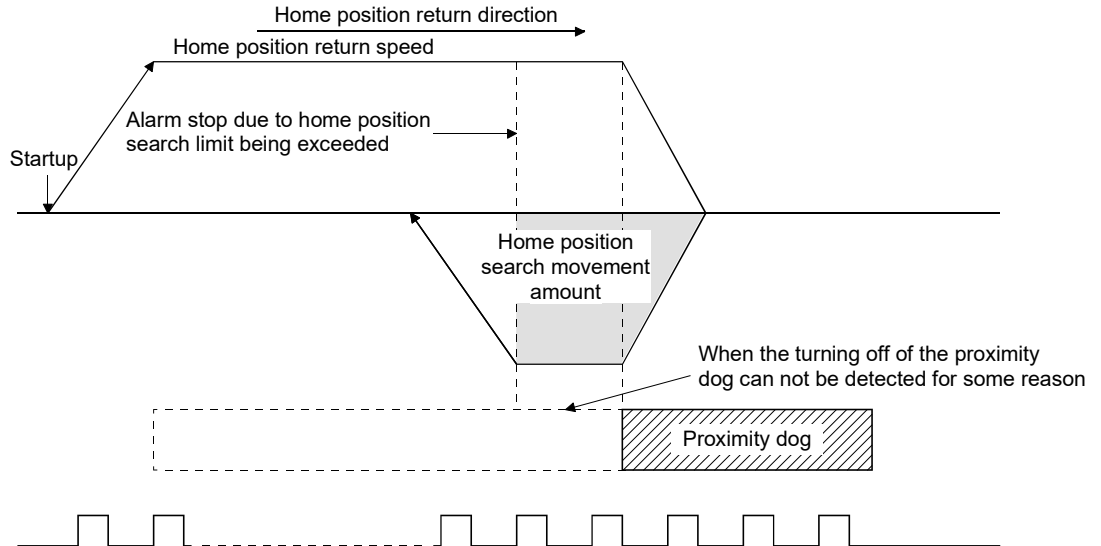 Home position return direction
Home position return speed
Alarm stop due to home position
search limit being exceeded
Startup
Home position
search movement
amount
When the turning off of the proximity
dog can not be detected for some reason
Proximity dog